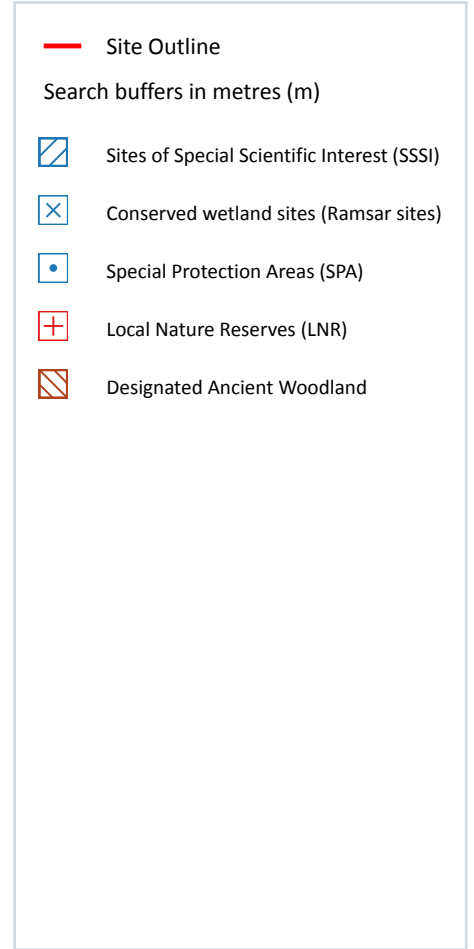 Site Outline
Search buffers in metres (m)
Sites of Special Scientific Interest (SSSI)
Conserved wetland sites (Ramsar sites)
Special Protection Areas (SPA)
Local Nature Reserves (LNR)
Designated Ancient Woodland